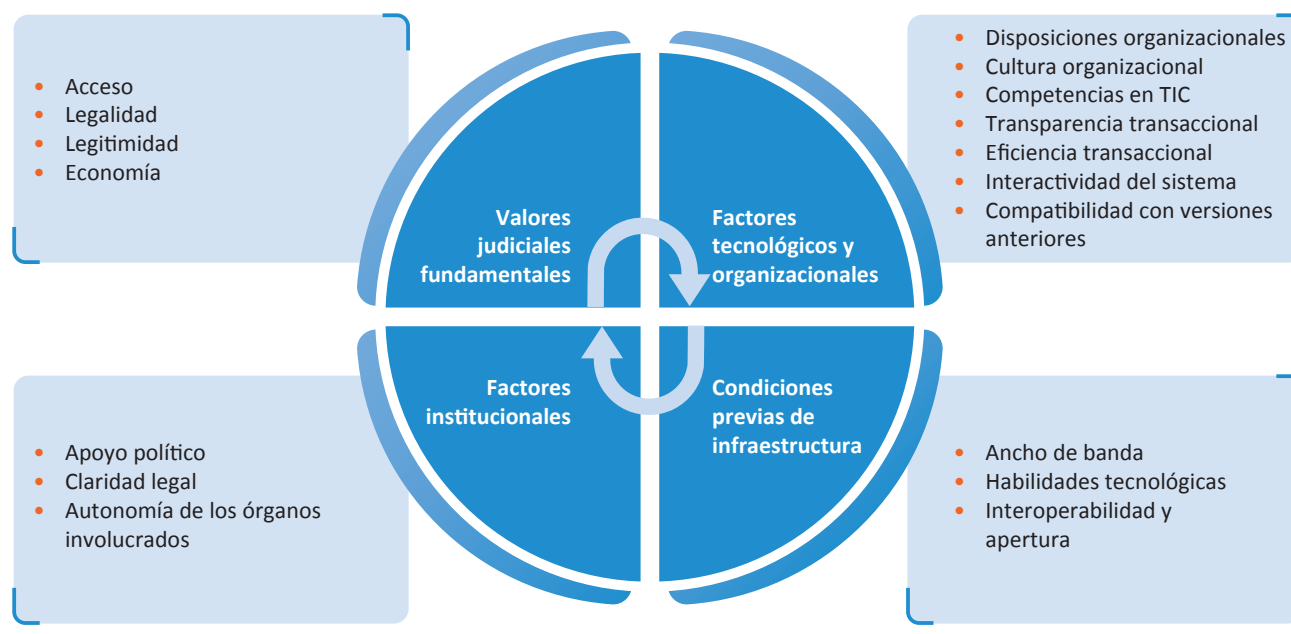 Acceso
Legalidad
Legitimidad
Economía
Valores
judiciales
fundamentales
Factores
tecnológicos y
organizacionales
Disposiciones organizacionales
Cultura organizacional
Competencias en TIC
Transparencia transaccional
Eficiencia transaccional
Interactividad del sistema
Compatibilidad con versiones
anteriores
Apoyo político
Claridad legal
Autonomía de los órganos
involucrados
Factores
institucionales
Condiciones
previas de
infraestructura
Ancho de banda
Habilidades tecnológicas
Interoperabilidad y
apertura